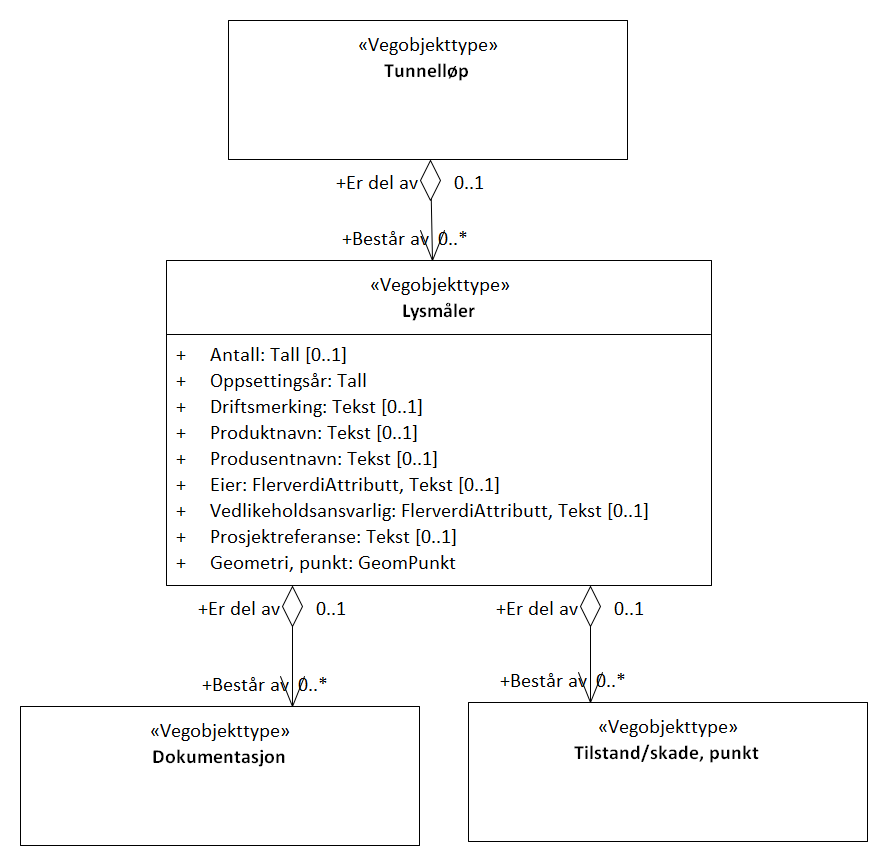 «Vegobjekttype»
Tunnelløp
+Er del av 0..1
+Består av 0..*
«Vegobjekttype»
Lysmåler
+ Antall: Tall [0..1]
+ Oppsettingsår: Tall
+ Driftsmerking: Tekst [0..1]
+ Produktnavn: Tekst [0..1]
+ Produsentnavn: Tekst [0..1]
+ Eier: FlerverdiAttributt, Tekst [0..1]
+ Vedlikeholdsansvarlig: FlerverdiAttributt, Tekst [0..1]
+ Prosjektreferanse: Tekst [0..1]
+ Geometri, punkt: GeomPunkt
+Er del av 0..1
+Består av 0..*
«Vegobjekttype»
Dokumentasjon
+Er del av 0..1
+Består av 0..*
«Vegobjekttype»
Tilstand/skade, punkt